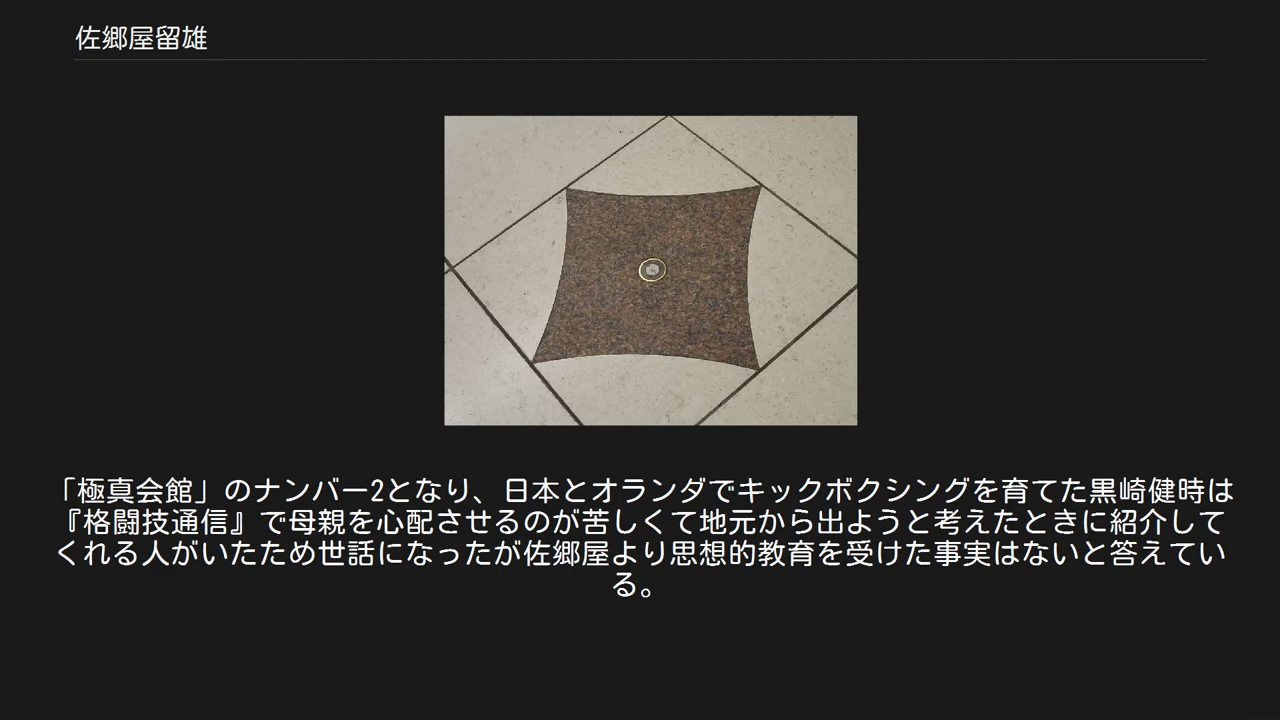 佐郷屋留雄
「極真会館」のナンバー2となり、日本とオランダでキックボクシングを育てた黒崎健時は
『格闘技通信』で母親を心配させるのが苦しくて地元から出ようと考えたときに紹介して
くれる人がいたため世話になったが佐郷屋より思想的教育を受けた事実はないと答えてい
る。